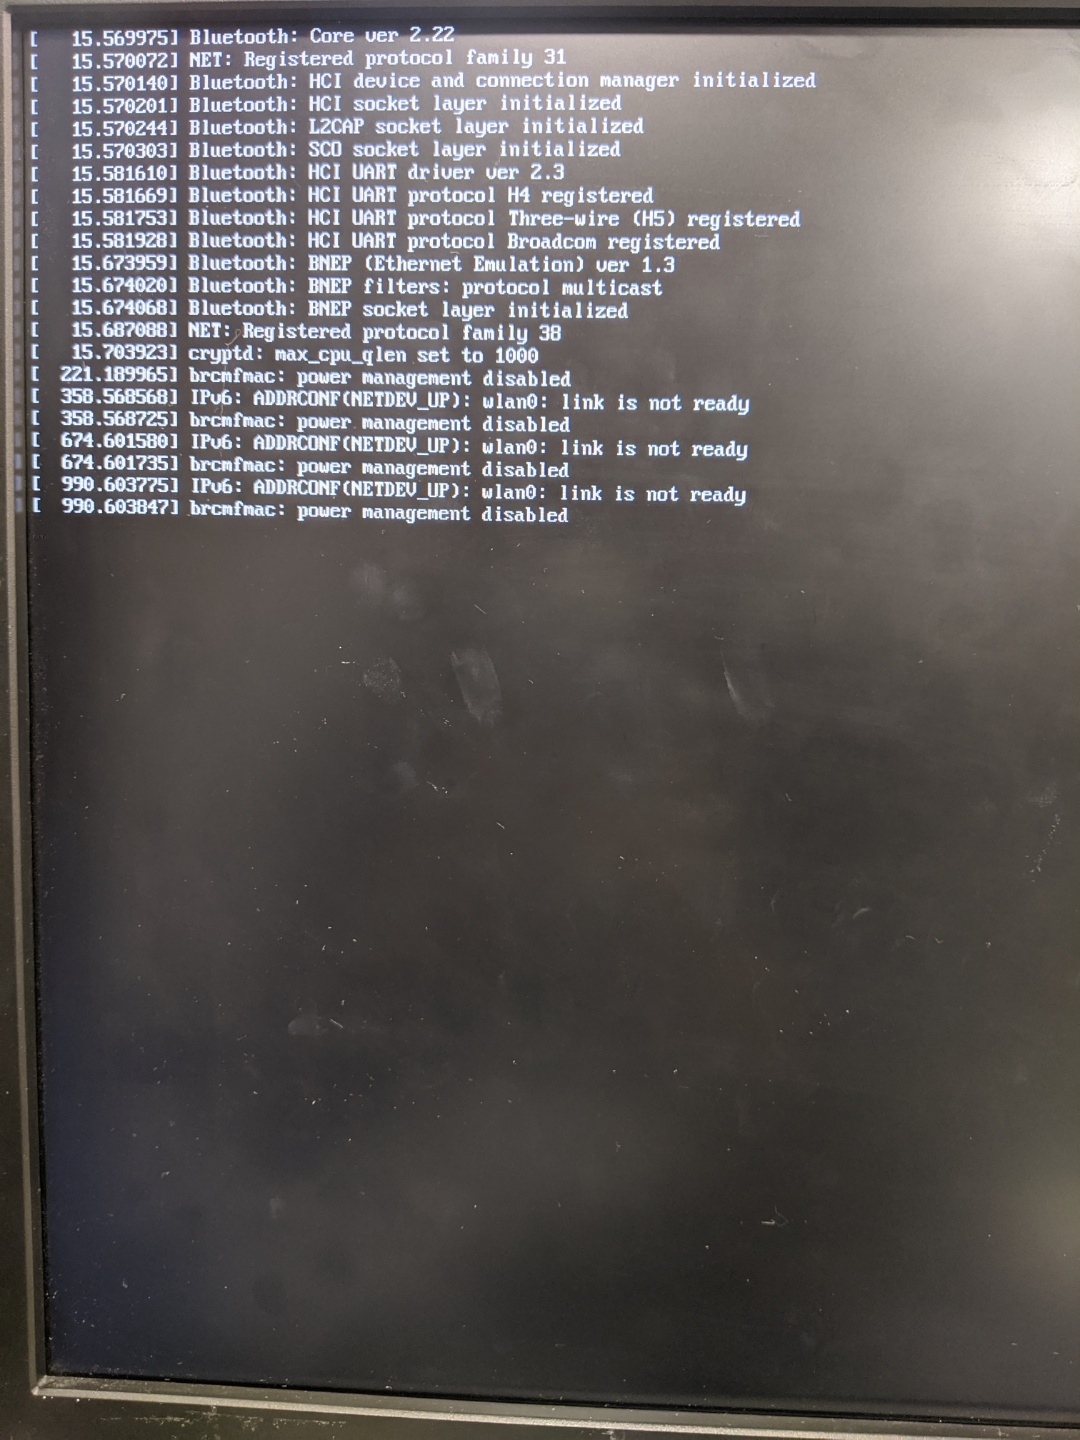 [   15.569975] Bluetooth: Core ver 2.22
[   15.570072] NET: Registered protocol family 31
[   15.570140] Bluetooth: HCI device and connection manager initialized
[   15.570201] Bluetooth: HCI socket layer initialized
[   15.570244] Bluetooth: L2CAP socket layer initialized
[   15.570303] Bluetooth: SCO socket layer initialized
[   15.581610] Bluetooth: HCI UART driver ver 2.3
[   15.581669] Bluetooth: HCI UART protocol H4 registered
[   15.581753] Bluetooth: HCI UART protocol Three-wire (H5) registered
[   15.581928] Bluetooth: HCI UART protocol Broadcom registered
[   15.673959] Bluetooth: BNEP (Ethernet Emulation) ver 1.3
[   15.674020] Bluetooth: BNEP filters: protocol multicast
[   15.674068] Bluetooth: BNEP socket layer initialized
[   15.687088] NET: Registered protocol family 38
[   15.703923] cryptd: max_cpu_qlen set to 1000
[  221.189965] brcmfmac: power management disabled
[  358.568568] IPv6: ADDRCONF(NETDEV_UP): wlan0: link is not ready
[  358.568725] brcmfmac: power management disabled
[  674.601580] IPv6: ADDRCONF(NETDEV_UP): wlan0: link is not ready
[  674.601735] brcmfmac: power management disabled
[  990.603775] IPv6: ADDRCONF(NETDEV_UP): wlan0: link is not ready
[  990.603847] brcmfmac: power management disabled